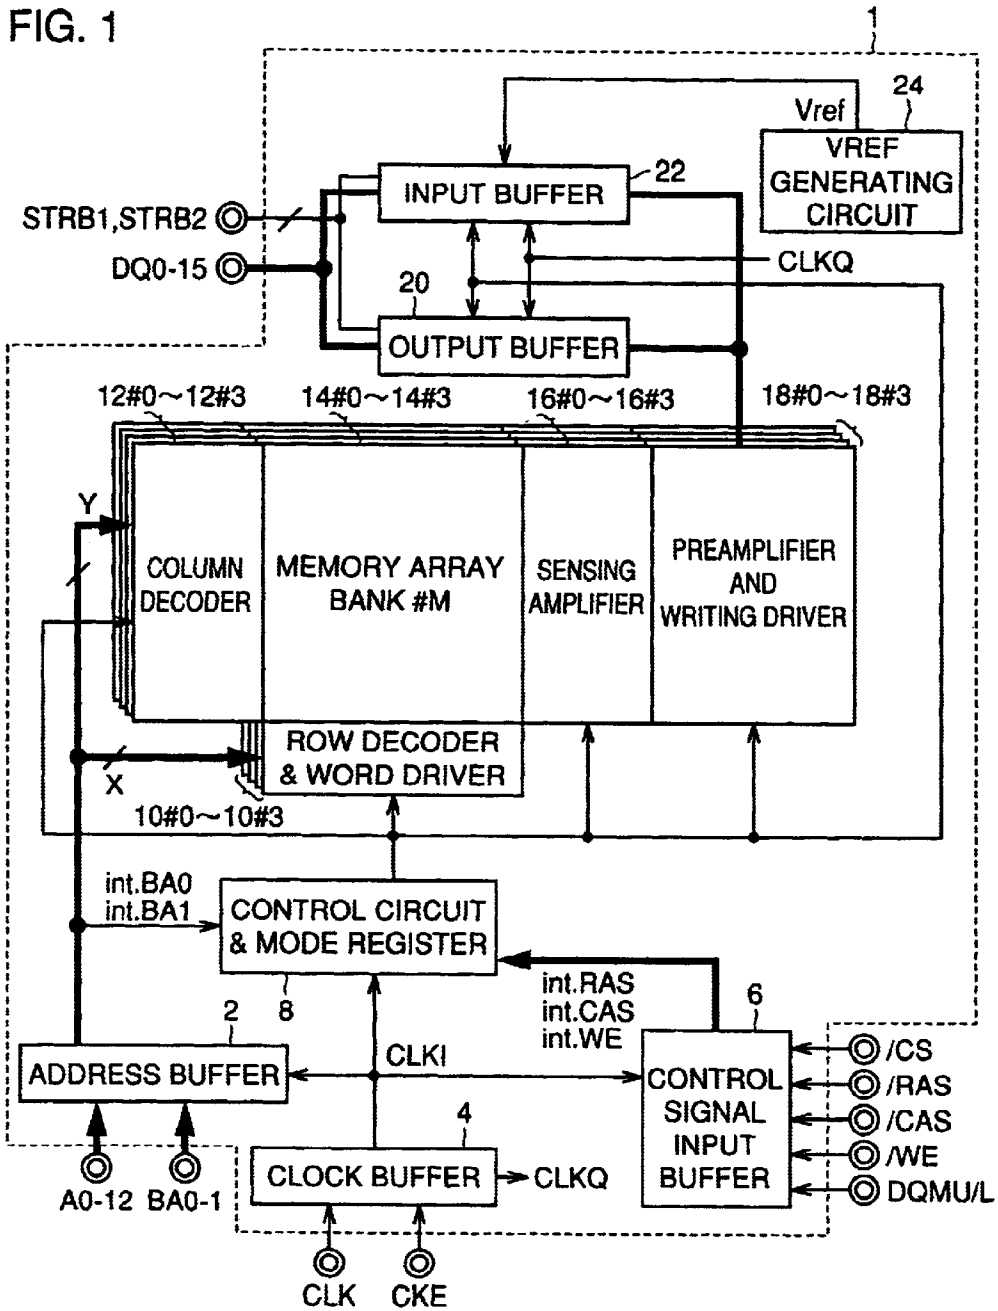 FIG. 1
1
24
Vref
VREF
GENERATING
CIRCUIT
22
INPUT BUFFER
STRB1,STRB2
DQ0-15
CLKQ
20
OUTPUT BUFFER
12#0~12#3
14#0~14#3
16#0~16#3
18#0~18#3
Y
COLUMN
DECODER
MEMORY ARRAY
BANK #M
SENSING
AMPLIFIER
PREAMPLIFIER
AND
WRITING DRIVER
ROW DECODER
& WORD DRIVER
X
10#0~10#3
int.BA0
int.BA1
CONTROL CIRCUIT
& MODE REGISTER
8
int.RAS
int.CAS
int.WE
6
2
ADDRESS BUFFER
CLKI
CONTROL
SIGNAL
INPUT
BUFFER
/CS
/RAS
/CAS
/WE
DQMU/L
4
CLOCK BUFFER
CLKQ
A0-12
BA0-1
CLK
CKE